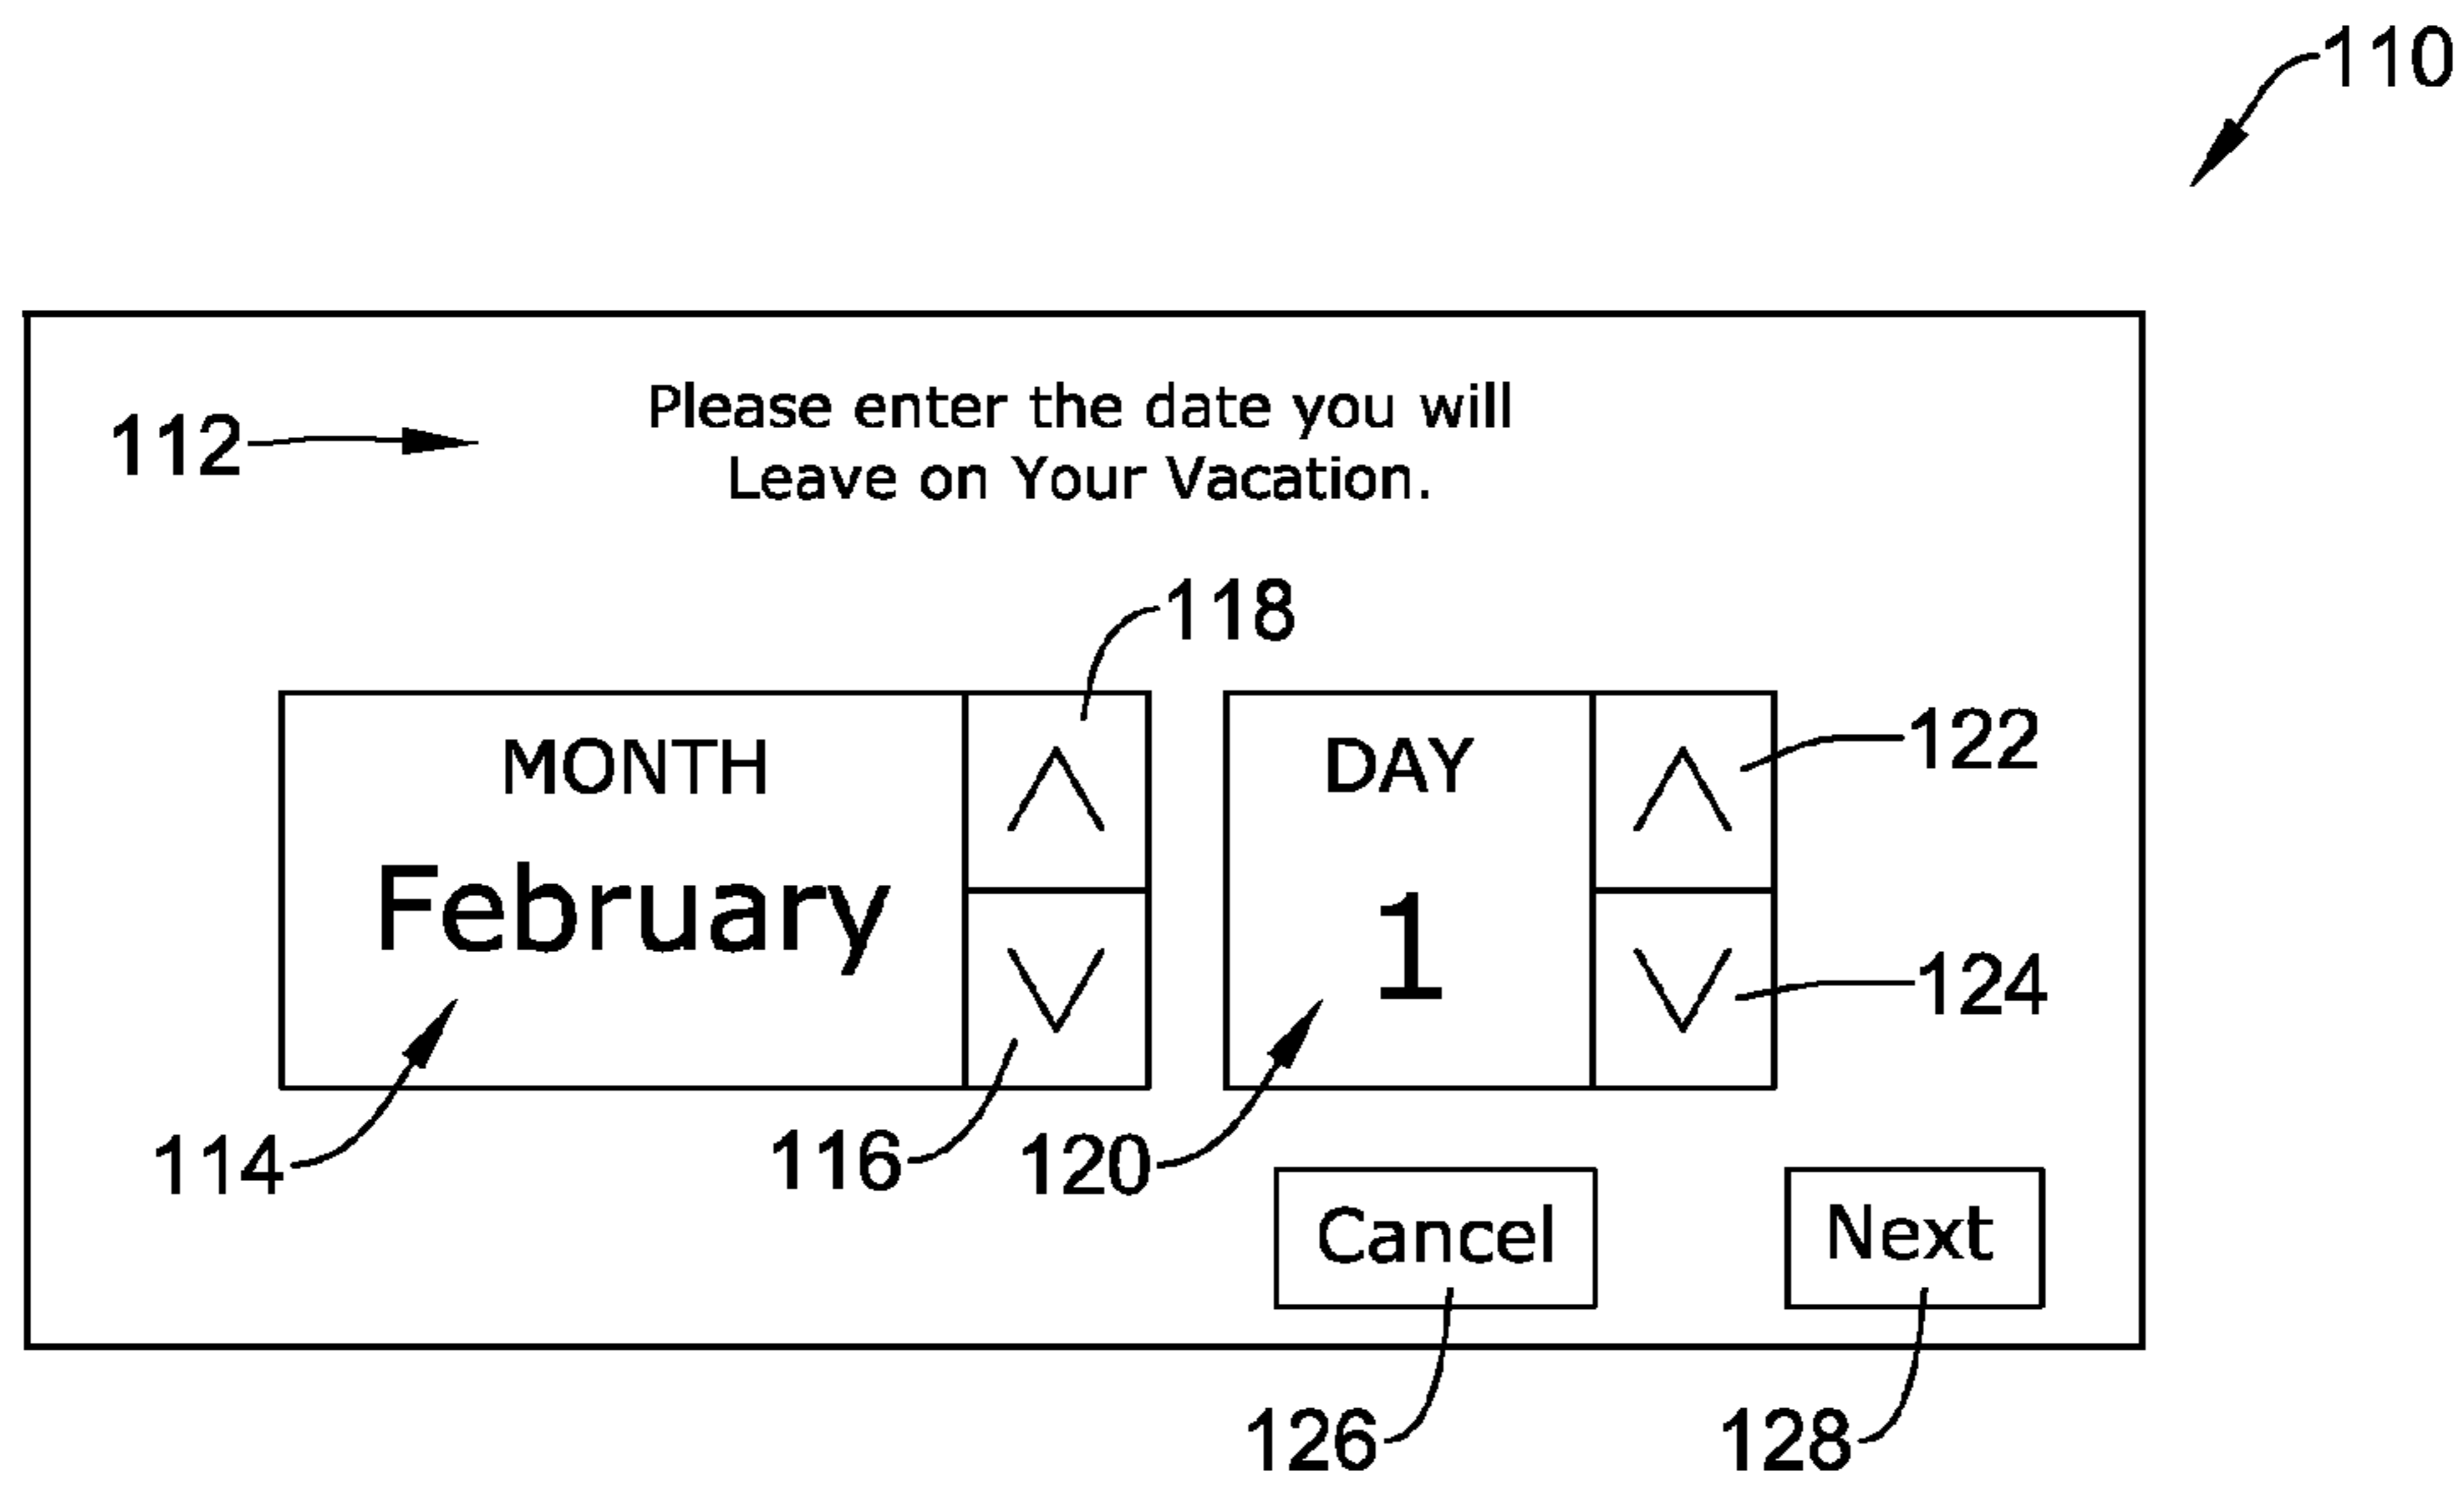 110
Please enter the date you will
112
Leave on Your Vacation.
118
MONTH
DAY
122
February
1
124
114
116
120
Cancel
Next
126
128